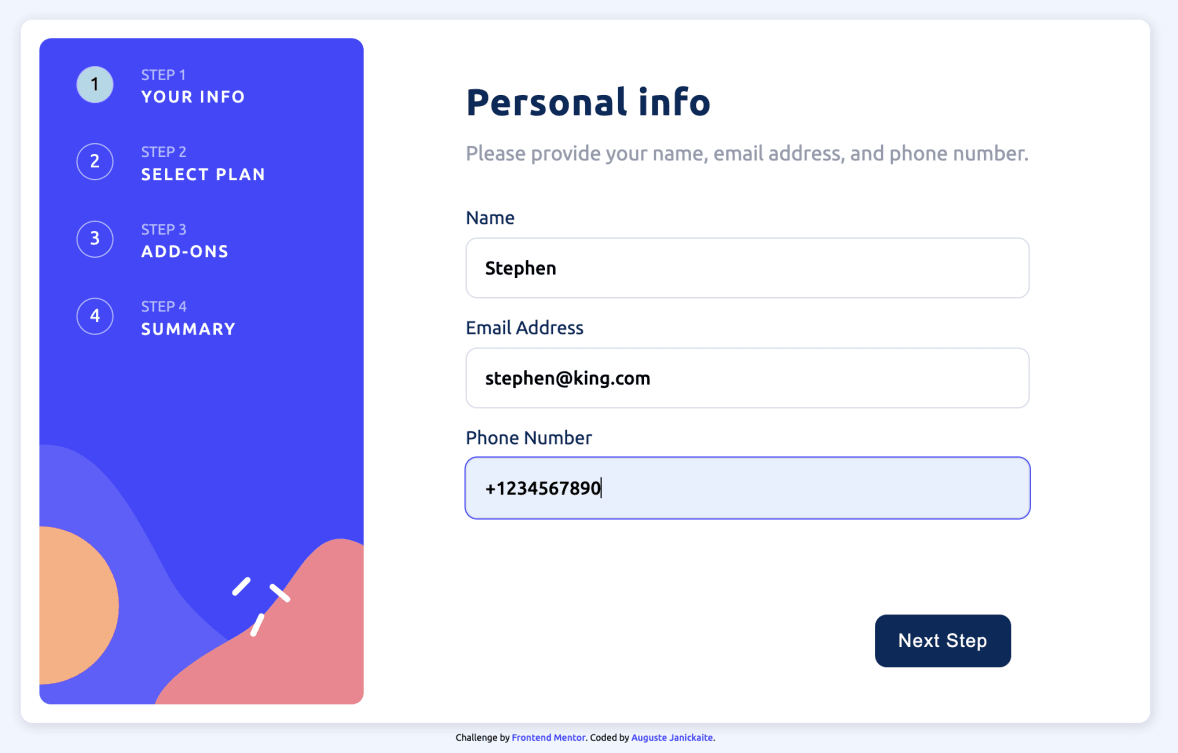 1
STEP 1
YOUR INFO
2
STEP 2
SELECT PLAN
3
STEP 3
ADD-ONS
4
STEP 4
SUMMARY
Personal info
Please provide your name, email address, and phone number.
Name
Stephen
Email Address
stephen@king.com
Phone Number
+1234567890
Next Step
Challenge by Frontend Mentor. Coded by Auguste Janickaite.